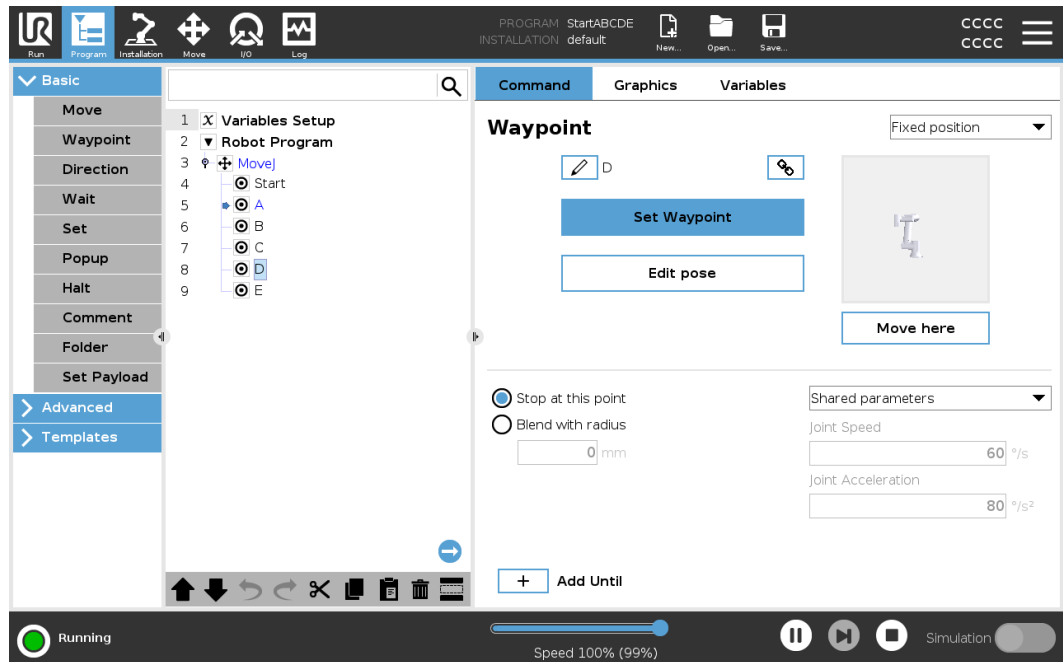 PROGRAM StartABCDE
INSTALLATION default
CCCC
CCCC
UR
Run
Program
Installation
Move
I/O
Log
New...
Open...
Save...
Basic
Move
Waypoint
Direction
Wait
Set
Popup
Halt
Comment
Folder
Set Payload
Advanced
Templates
1 X Variables Setup
2 Robot Program
3 MoveJ
4 Start
5 A
6 B
7 C
8 D
9 E
Command Graphics Variables
Waypoint
Fixed position
D
Set Waypoint
Edit pose
Move here
Stop at this point
Blend with radius
0 mm
Shared parameters
Joint Speed
60 °/s
Joint Acceleration
80 °/s²
+ Add Until
Running
Speed 100% (99%)
Simulation